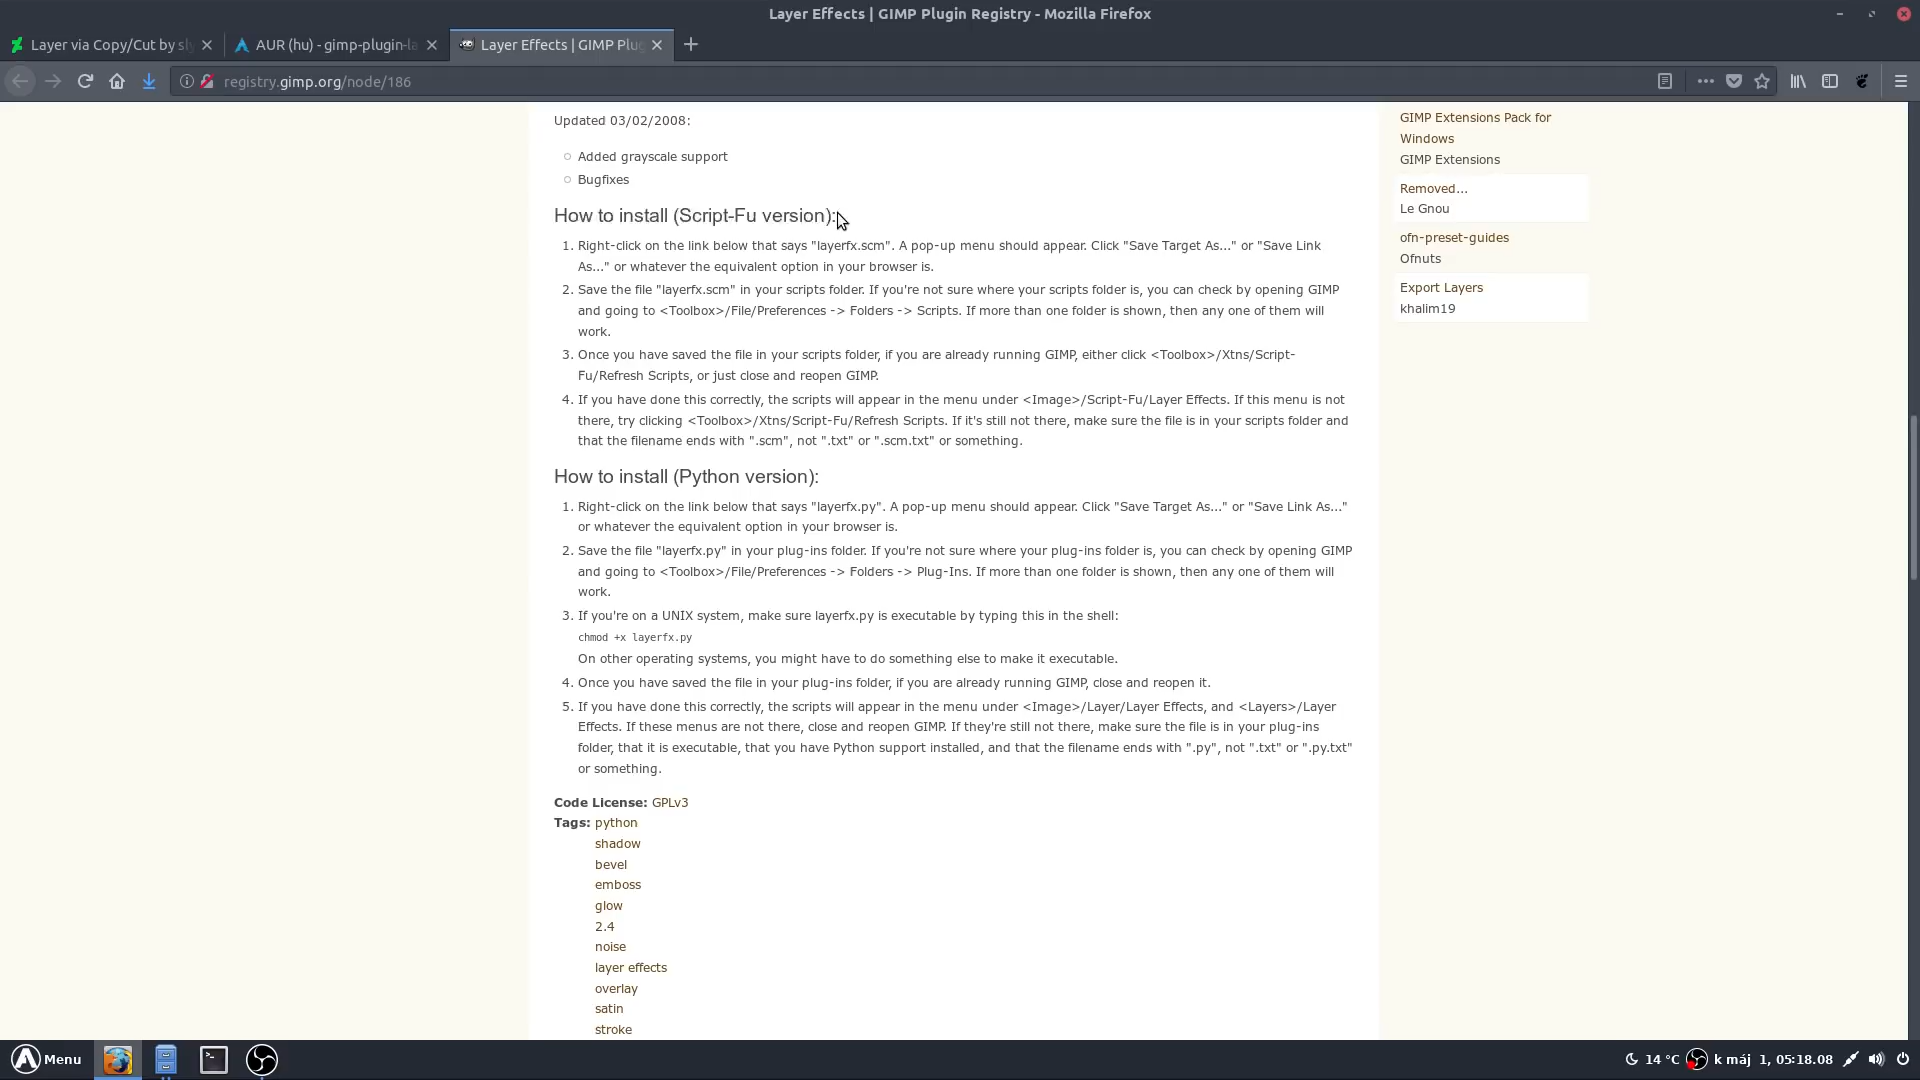 Layer Effects | GIMP Plugin Registry - Mozilla Firefox
Layer via Copy/Cut by sly
AUR (hu) - gimp-plugin-la
Layer Effects | GIMP Plu
registry.gimp.org/node/186
Updated 03/02/2008:
Added grayscale support
Bugfixes
How to install (Script-Fu version):
1. Right-click on the link below that says "layerfx.scm". A pop-up menu should appear. Click "Save Target As..." or "Save Link
As..." or whatever the equivalent option in your browser is.
2. Save the file "layerfx.scm" in your scripts folder. If you're not sure where your scripts folder is, you can check by opening GIMP
and going to <Toolbox>/File/Preferences -> Folders -> Scripts. If more than one folder is shown, then any one of them will
work.
3. Once you have saved the file in your scripts folder, if you are already running GIMP, either click <Toolbox>/Xtns/Script-
Fu/Refresh Scripts, or just close and reopen GIMP.
4. If you have done this correctly, the scripts will appear in the menu under <Image>/Script-Fu/Layer Effects. If this menu is not
there, try clicking <Toolbox>/Xtns/Script-Fu/Refresh Scripts. If it's still not there, make sure the file is in your scripts folder and
that the filename ends with ".scm", not ".txt" or ".scm.txt" or something.
How to install (Python version):
1. Right-click on the link below that says "layerfx.py". A pop-up menu should appear. Click "Save Target As..." or "Save Link As..."
or whatever the equivalent option in your browser is.
2. Save the file "layerfx.py" in your plug-ins folder. If you're not sure where your plug-ins folder is, you can check by opening GIMP
and going to <Toolbox>/File/Preferences -> Folders -> Plug-Ins. If more than one folder is shown, then any one of them will
work.
3. If you're on a UNIX system, make sure layerfx.py is executable by typing this in the shell:
chmod +x layerfx.py
On other operating systems, you might have to do something else to make it executable.
4. Once you have saved the file in your plug-ins folder, if you are already running GIMP, close and reopen it.
5. If you have done this correctly, the scripts will appear in the menu under <Image>/Layer/Layer Effects, and <Layers>/Layer
Effects. If these menus are not there, close and reopen GIMP. If they're still not there, make sure the file is in your plug-ins
folder, that it is executable, that you have Python support installed, and that the filename ends with ".py", not ".txt" or ".py.txt"
or something.
Code License: GPLv3
Tags: python
shadow
bevel
emboss
glow
2.4
noise
layer effects
overlay
satin
stroke
GIMP Extensions Pack for
Windows
GIMP Extensions
Removed...
Le Gnou
ofn-preset-guides
Ofnuts
Export Layers
khalim19
Menu
14 °C
k máj 1, 05:18.08